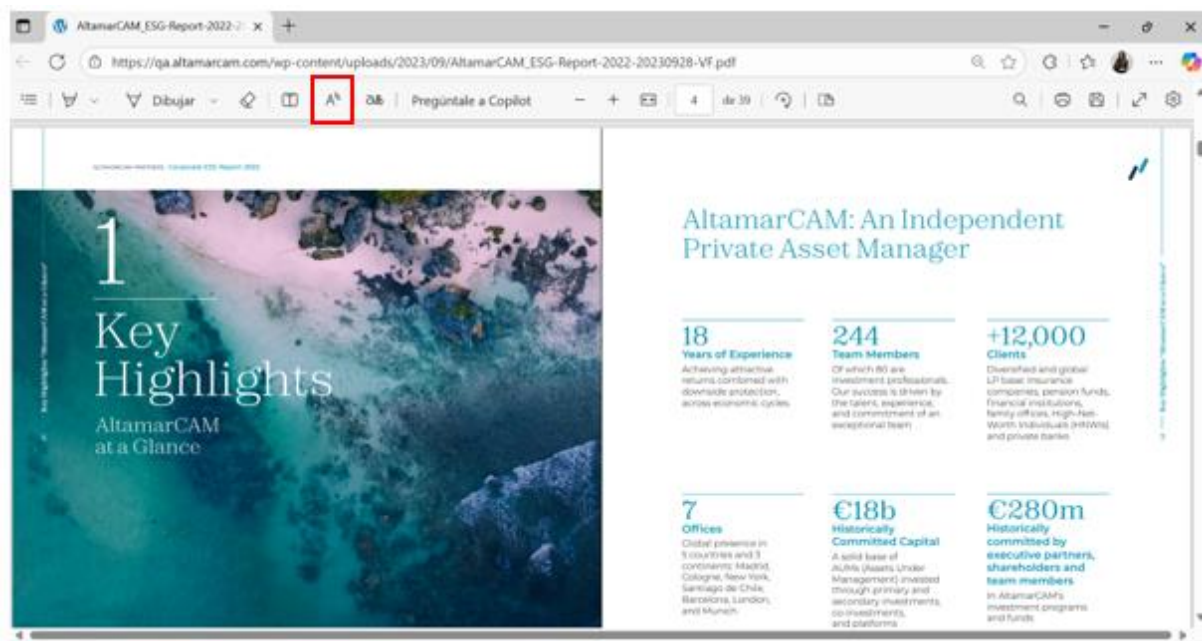 AltamarCAM_ESG-Report-2022-2
https://qa.altamarcam.com/wp-content/uploads/2023/09/AltamarCAM_ESG-Report-2022-20230928-VF.pdf
Dibujar
Pregúntale a Copilot
4 de 39
Corporate ESG Report 2022
1
Key
Highlights
AltamarCAM
at a Glance
AltamarCAM: An Independent
Private Asset Manager
18
Years of Experience
Achieving attractive
returns combined with
downside protection,
across economic cycles
244
Team Members
Of which 80 are
investment professionals.
Our success is driven by
the talent, experience,
and commitment of an
exceptional team
+12,000
Clients
Diversified and global
LP base: insurance
companies, pension funds,
financial institutions,
family offices, High-Net-
Worth Individuals (HNWIs)
and private banks
7
Offices
Global presence in
5 countries and 3
continents: Madrid,
Cologne, New York,
Santiago de Chile,
Barcelona, London,
and Munich
€18b
Historically
Committed Capital
A solid base of
AUMs (Assets Under
Management) invested
through primary and
secondary investments,
co-investments,
and platforms
€280m
Historically
committed by
executive partners,
shareholders and
team members
In AltamarCAM's
investment programs
and funds